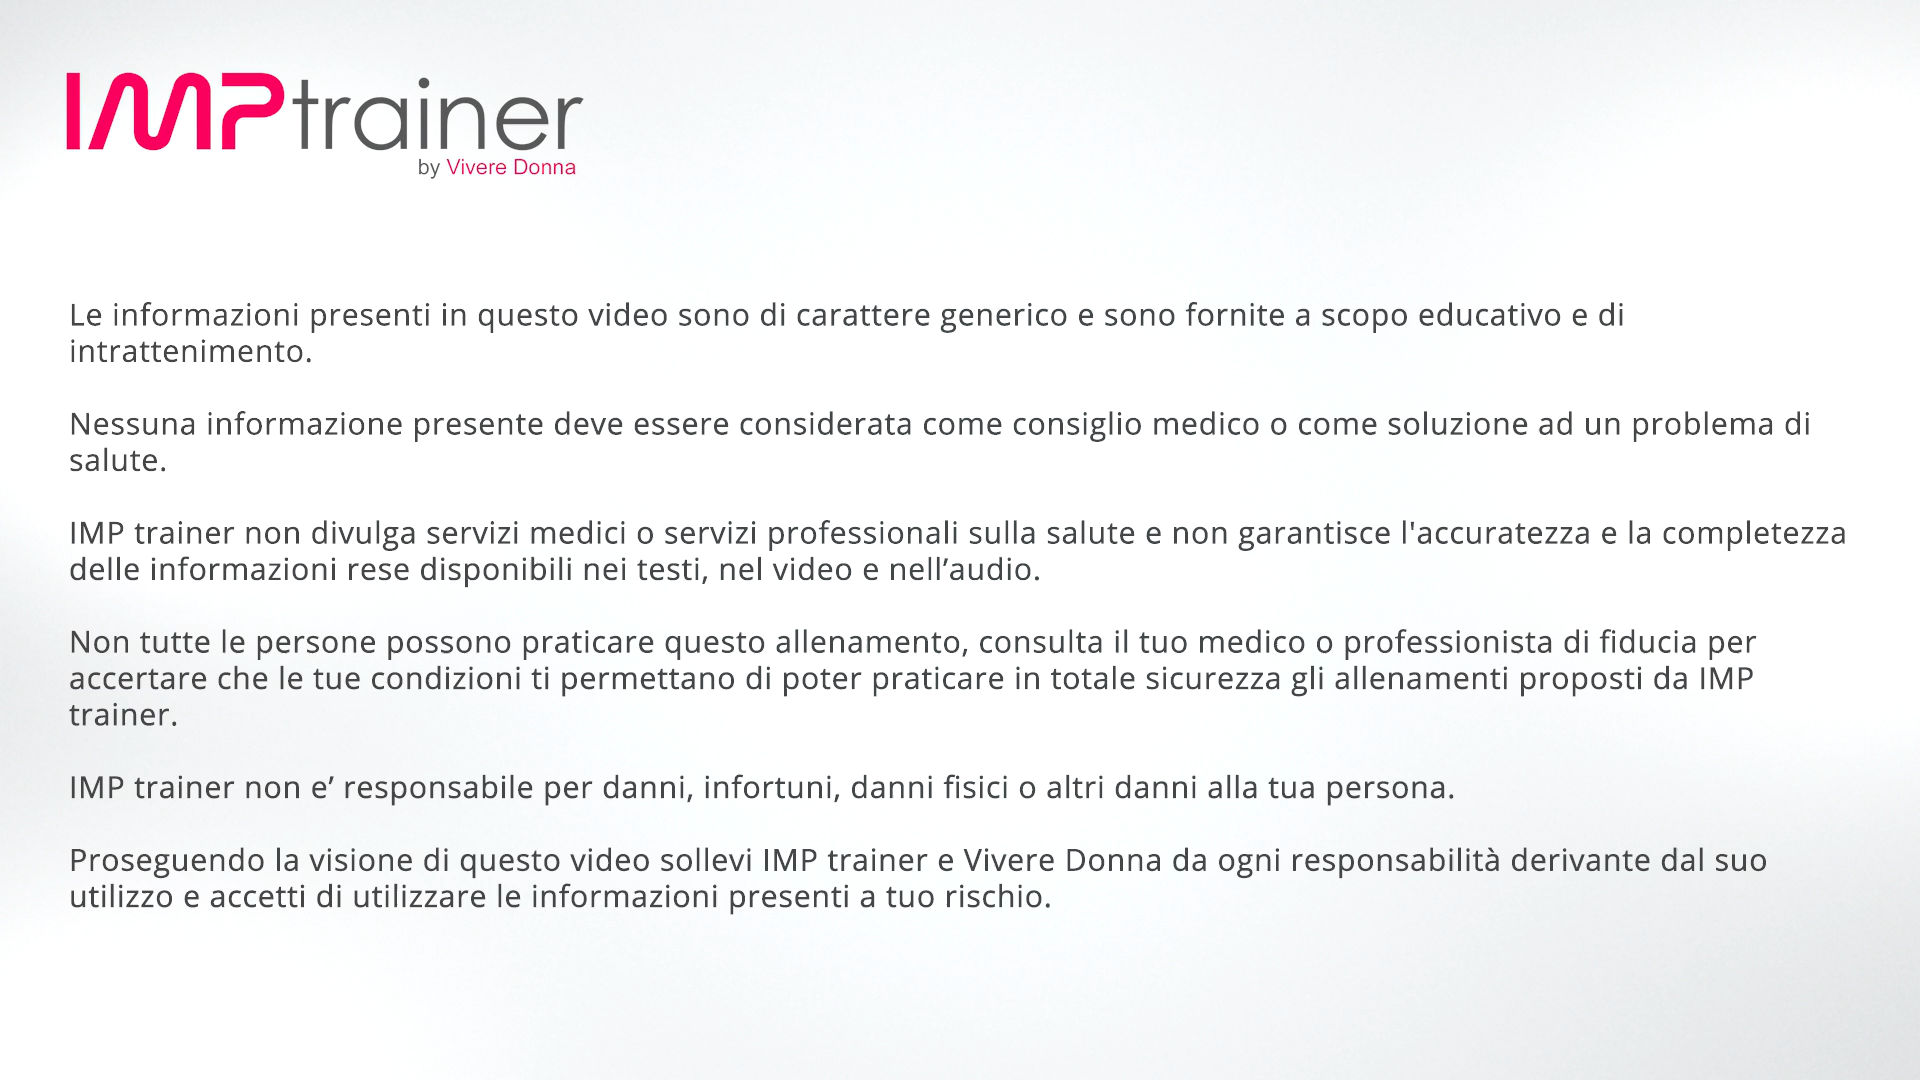 IMPtrainer
by Vivere Donna
Le informazioni presenti in questo video sono di carattere generico e sono fornite a scopo educativo e di
intrattenimento.
Nessuna informazione presente deve essere considerata come consiglio medico o come soluzione ad un problema di
salute.
IMP trainer non divulga servizi medici o servizi professionali sulla salute e non garantisce l'accuratezza e la completezza
delle informazioni rese disponibili nei testi, nel video e nell’audio.
Non tutte le persone possono praticare questo allenamento, consulta il tuo medico o professionista di fiducia per
accertare che le tue condizioni ti permettano di poter praticare in totale sicurezza gli allenamenti proposti da IMP
trainer.
IMP trainer non e’ responsabile per danni, infortuni, danni fisici o altri danni alla tua persona.
Proseguendo la visione di questo video sollevi IMP trainer e Vivere Donna da ogni responsabilità derivante dal suo
utilizzo e accetti di utilizzare le informazioni presenti a tuo rischio.